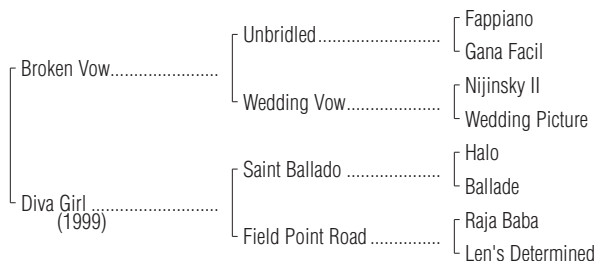 Fappiano
Unbridled
Gana Facil
Broken Vow
Nijinsky II
Wedding Vow
Wedding Picture
Halo
Saint Ballado
Ballade
Diva Girl
(1999)
Raja Baba
Field Point Road
Len's Determined